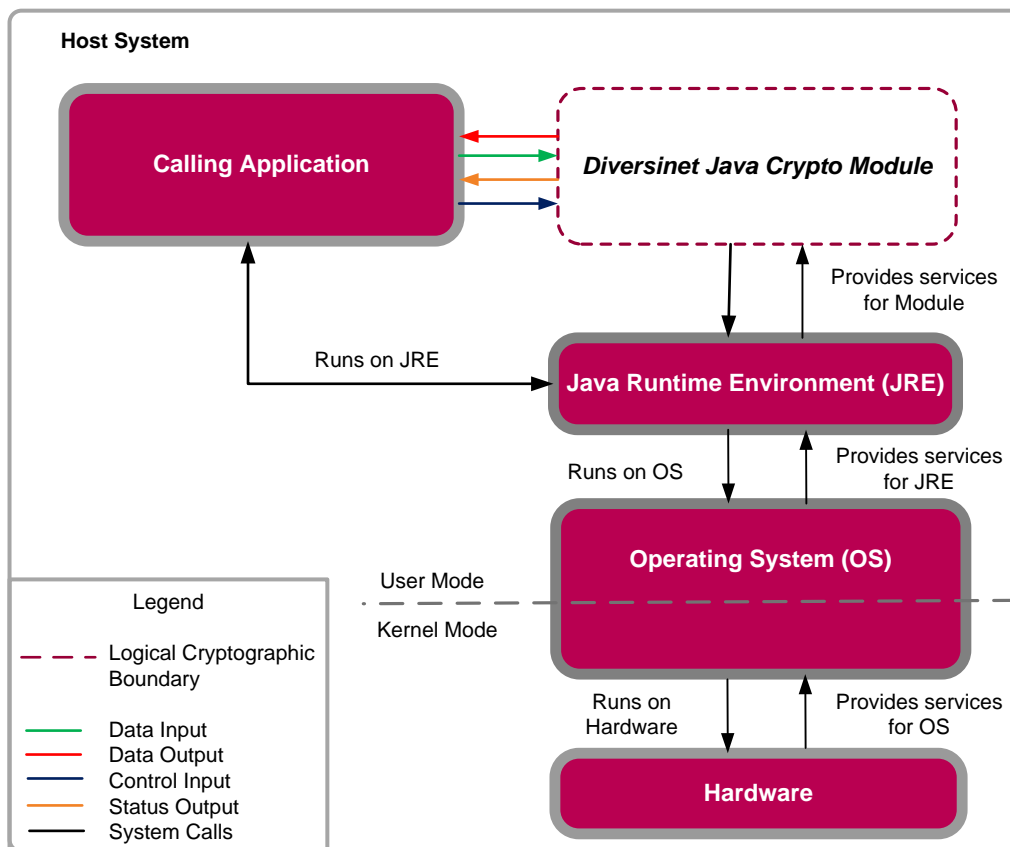 Host System
Calling Application
Diversinet Java Crypto Module
Provides services
for Module
Runs on JRE
Java Runtime Environment (JRE)
Runs on OS
Provides services
for JRE
Operating System (OS)
User Mode
Kernel Mode
Runs on
Hardware
Provides services
for OS
Hardware
Legend
Logical Cryptographic
Boundary
Data Input
Data Output
Control Input
Status Output
System Calls